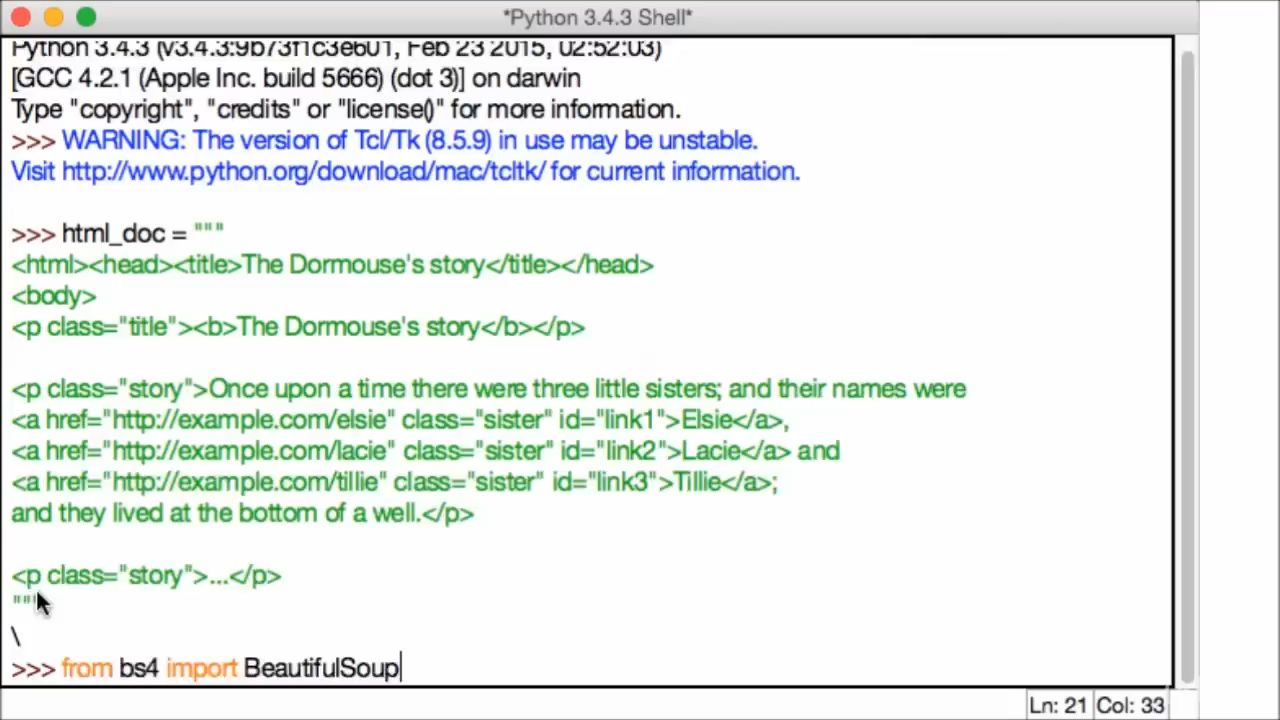 *Python 3.4.3 Shell*
Python 3.4.3 (v3.4.3:9b73f1c3e601, Feb 23 2015, 02:52:03)
[GCC 4.2.1 (Apple Inc. build 5666) (dot 3)] on darwin
Type "copyright", "credits" or "license()" for more information.
>>> WARNING: The version of Tcl/Tk (8.5.9) in use may be unstable.
Visit http://www.python.org/download/mac/tcltk/ for current information.
>>> html_doc = """
<html><head><title>The Dormouse's story</title></head>
<body>
<p class="title"><b>The Dormouse's story</b></p>
<p class="story">Once upon a time there were three little sisters; and their names were
<a href="http://example.com/elsie" class="sister" id="link1">Elsie</a>,
<a href="http://example.com/lacie" class="sister" id="link2">Lacie</a> and
<a href="http://example.com/tillie" class="sister" id="link3">Tillie</a>;
and they lived at the bottom of a well.</p>
<p class="story">...</p>
"""
\
>>> from bs4 import BeautifulSoup
Ln: 21 Col: 33